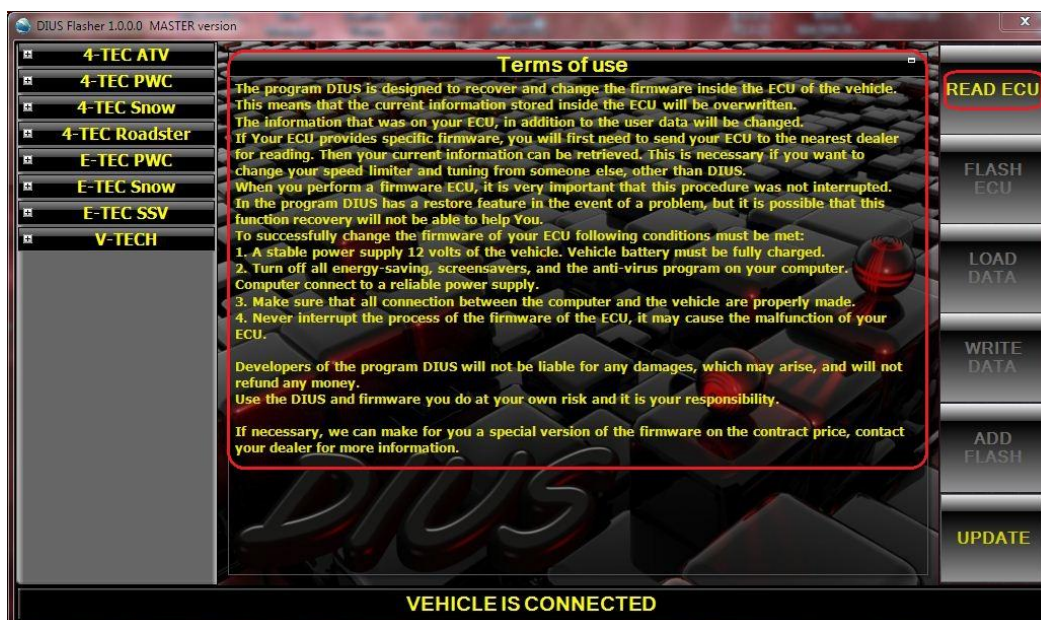 DIUS Flasher 1.0.0.0 MASTER version
x
4-TEC ATV
4-TEC PWC
4-TEC Snow
4-TEC Roadster
E-TEC PWC
E-TEC Snow
E-TEC SSV
V-TECH
Terms of use
The program DIUS is designed to recover and change the firmware inside the ECU of the vehicle.
This means that the current information stored inside the ECU will be overwritten.
The information that was on your ECU, in addition to the user data will be changed.
If Your ECU provides specific firmware, you will first need to send your ECU to the nearest dealer
for reading. Then your current information can be retrieved. This is necessary if you want to
change your speed limiter and tuning from someone else, other than DIUS.
When you perform a firmware ECU, it is very important that this procedure was not interrupted.
In the program DIUS has a restore feature in the event of a problem, but it is possible that this
function recovery will not be able to help You.
To successfully change the firmware of your ECU following conditions must be met:
1. A stable power supply 12 volts of the vehicle. Vehicle battery must be fully charged.
2. Turn off all energy-saving, screensavers, and the anti-virus program on your computer.
Computer connect to a reliable power supply.
3. Make sure that all connection between the computer and the vehicle are properly made.
4. Never interrupt the process of the firmware of the ECU, it may cause the malfunction of your
ECU.
Developers of the program DIUS will not be liable for any damages, which may arise, and will not
refund any money.
Use the DIUS and firmware you do at your own risk and it is your responsibility.
If necessary, we can make for you a special version of the firmware on the contract price, contact
your dealer for more information.
DIUS
READ ECU
FLASH
ECU
LOAD
DATA
WRITE
DATA
ADD
FLASH
UPDATE
VEHICLE IS CONNECTED